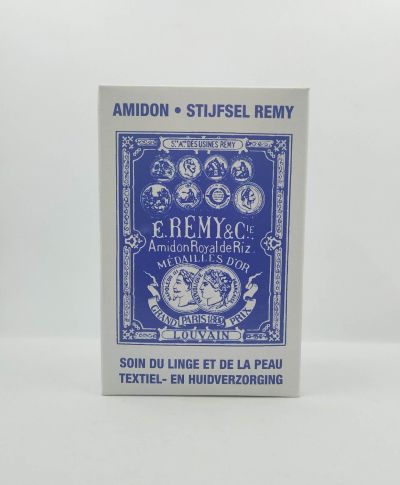 AMIDON • STIJFSEL REMY
Sté Ame DES USINES REMY
E. REMY & CIE.
Amidon Royal de Riz.
MÉDAILLES D'OR
GRAND PARIS PRIX
LOUVAIN
SOIN DU LINGE ET DE LA PEAU
TEXTIEL- EN HUIDVERZORGING